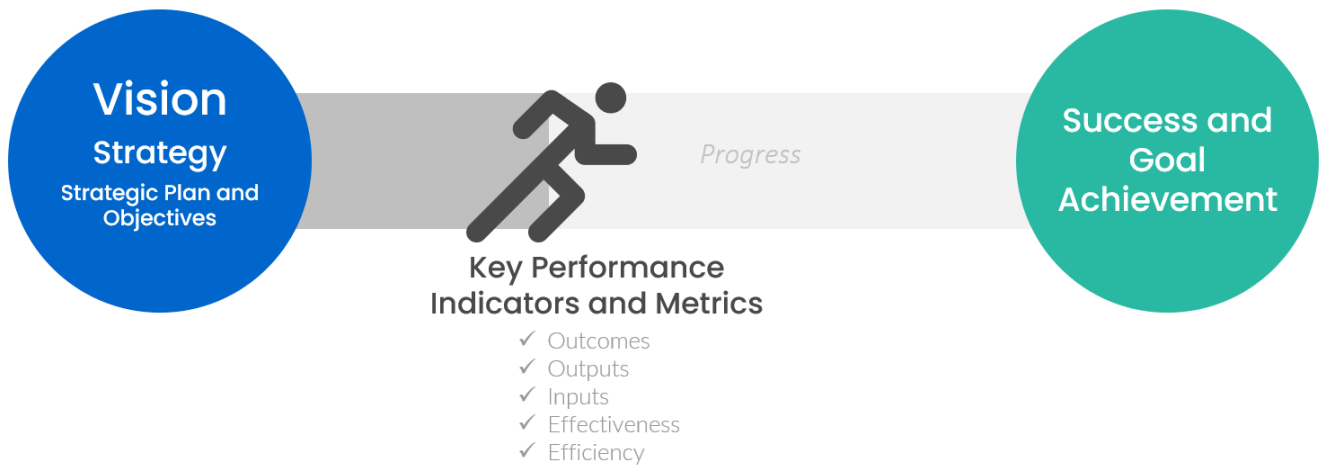 Vision
Strategy
Strategic Plan and
Objectives
Progress
Success and
Goal
Achievement
Key Performance
Indicators and Metrics
✓ Outcomes
✓ Outputs
✓ Inputs
✓ Effectiveness
✓ Efficiency